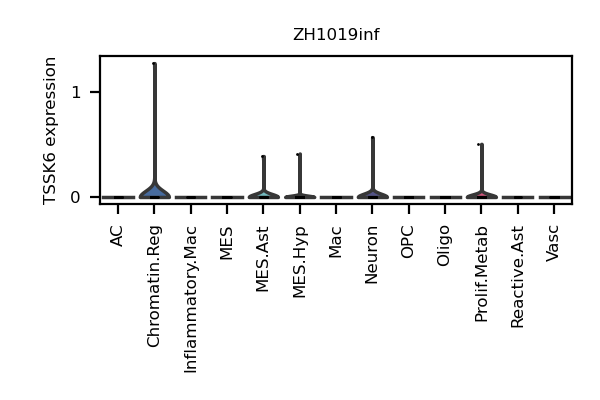 ZH1019inf
TSSK6 expression
1
0
AC
Chromatin.Reg
Inflammatory.Mac
MES
MES.Ast
MES.Hyp
Mac
Neuron
OPC
Oligo
Prolif.Metab
Reactive.Ast
Vasc